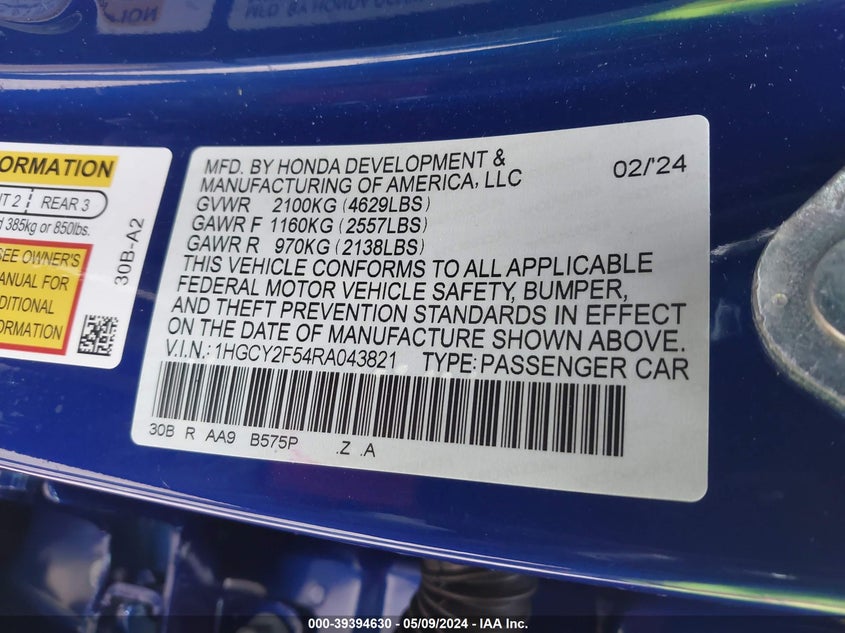 MFD. BY HONDA DEVELOPMENT & 02/'24
MANUFACTURING OF AMERICA, LLC
GVWR 2100KG (4629LBS)
GAWR F 1160KG (2557LBS)
GAWR R 970KG (2138LBS)
THIS VEHICLE CONFORMS TO ALL APPLICABLE
FEDERAL MOTOR VEHICLE SAFETY, BUMPER,
AND THEFT PREVENTION STANDARDS IN EFFECT
ON THE DATE OF MANUFACTURE SHOWN ABOVE.
V.I.N.: 1HGCY2F54RA043821 TYPE: PASSENGER CAR
30B R AA9 B575P .Z .A
ORMATION
2 REAR 3
385kg or 850lbs.
SEE OWNER'S
ANUAL FOR
DITIONAL
FORMATION
30B-A2
000-39394630 - 05/09/2024 - IAA Inc.